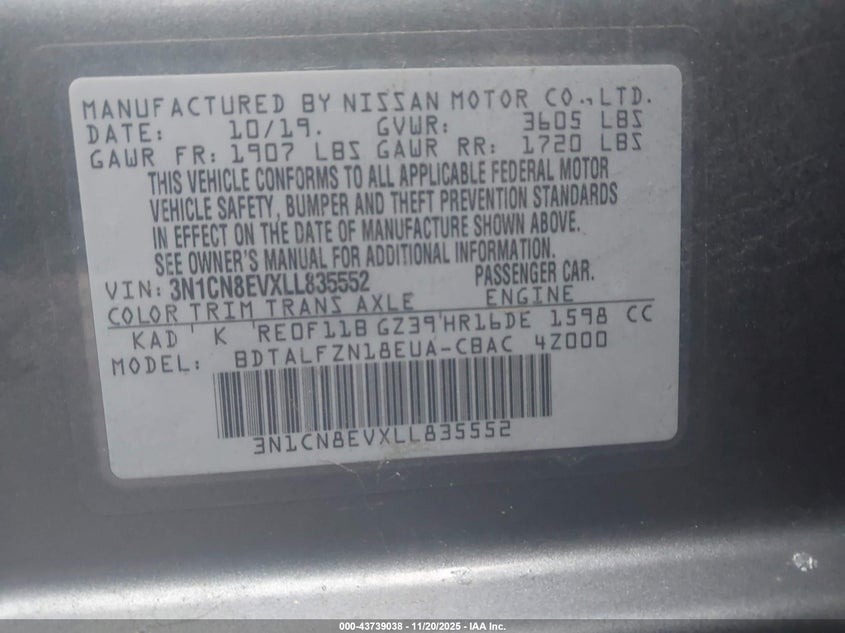 MANUFACTURED BY NISSAN MOTOR CO., LTD.
DATE: 10/19. GVWR: 3605 LBS
GAWR FR: 1907 LBS GAWR RR: 1720 LBS
THIS VEHICLE CONFORMS TO ALL APPLICABLE FEDERAL MOTOR
VEHICLE SAFETY, BUMPER AND THEFT PREVENTION STANDARDS
IN EFFECT ON THE DATE OF MANUFACTURE SHOWN ABOVE.
SEE OWNER'S MANUAL FOR ADDITIONAL INFORMATION.
VIN: 3N1CN8EVXLL835552 PASSENGER CAR.
COLOR TRIM TRANS AXLE ENGINE
KAD K RE0F11B GZ39 HR16DE 1598 CC
MODEL: BDTALFZN18EUA-CBAC 4Z000
3N1CN8EVXLL835552
000-43739038 - 11/20/2025 - IAA Inc.